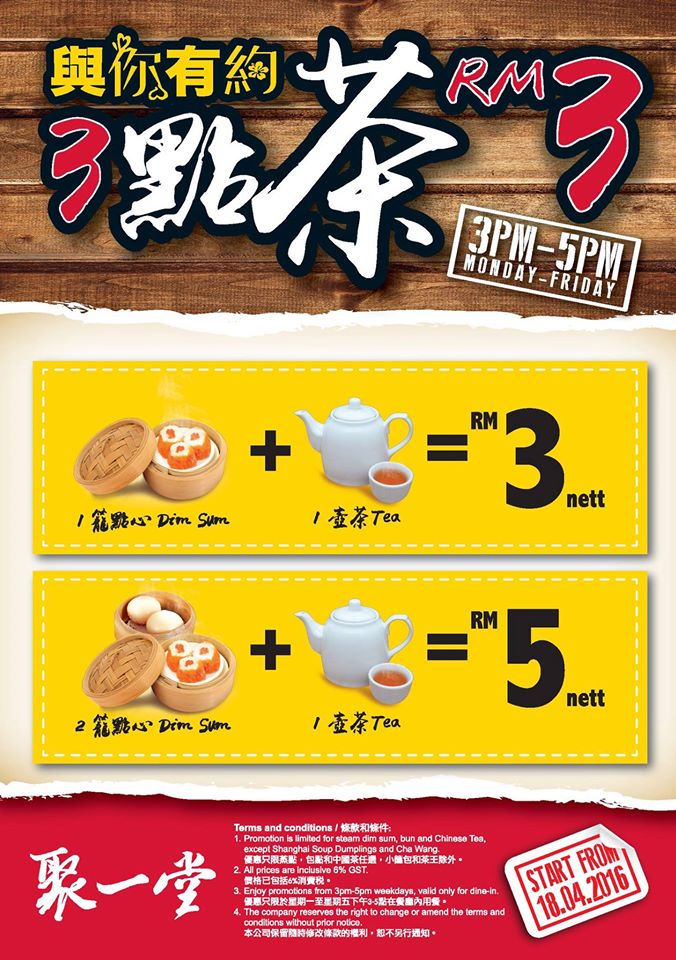 與你有約
3點茶 RM3
3PM-5PM
MONDAY-FRIDAY
1 籠點心 Dim Sum + 1 壺茶 Tea = RM 3 nett
2 籠點心 Dim Sum + 1 壺茶 Tea = RM 5 nett
聚一堂
Terms and conditions / 條款和條件:
1. Promotion is limited for steam dim sum, bun and Chinese Tea,
except Shanghai Soup Dumplings and Cha Wang.
優惠只限蒸點，包點和中國茶任選，小籠包和茶王除外。
2. All prices are inclusive 6% GST.
價格已包括6%消費稅。
3. Enjoy promotions from 3pm-5pm weekdays, valid only for dine-in.
優惠只限於星期一至星期五下午3-5點在餐廳內用餐。
4. The company reserves the right to change or amend the terms and
conditions without prior notice.
本公司保留隨時修改條款的權利，恕不另行通知。
START FROM
18.04.2016